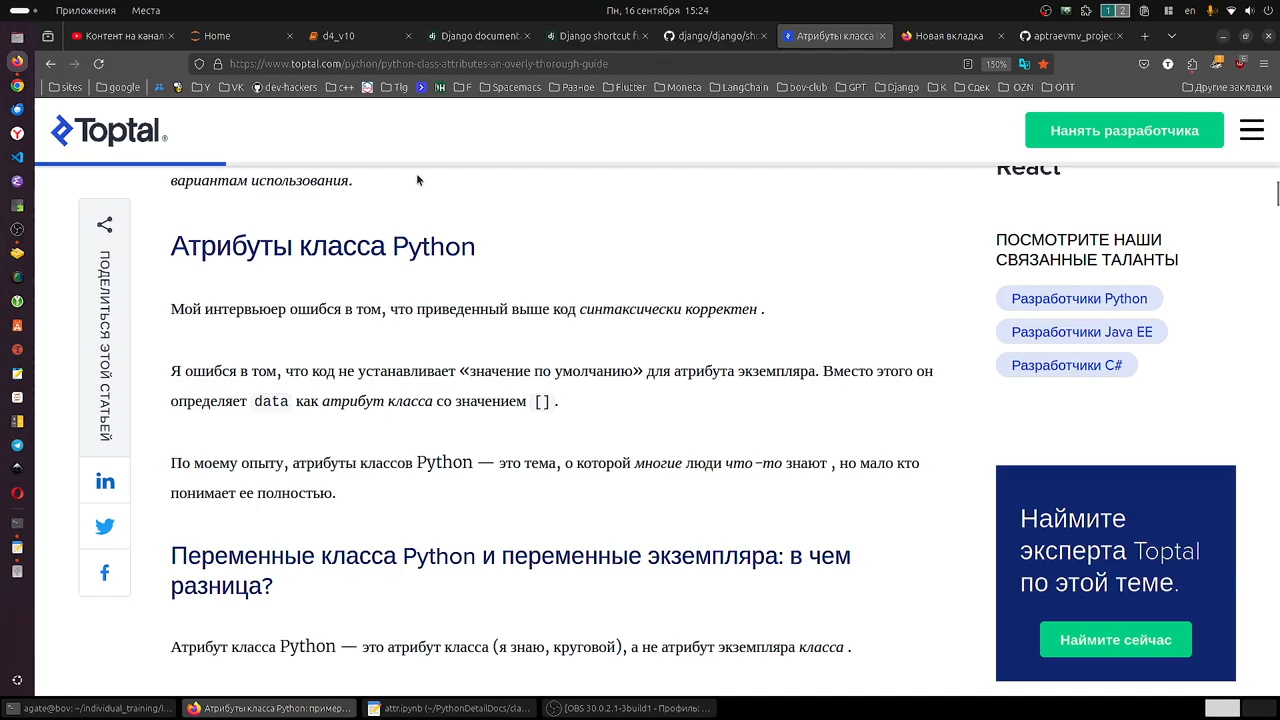 Приложения Места
Пн, 16 сентября 15:24
1 2
en
Контент на канал
Home
d4_v10
Django document:
Django shortcut fu
django/django/sho
Атрибуты класса
Новая вкладка
aptraevmv_projec
https://www.toptal.com/python/python-class-attributes-an-overly-thorough-guide
150%
sites
google
Y
VK
dev-hackers
c++
Tlg
F
Spacemacs
Разное
Flutter
Moneta
LangChain
bov-club
GPT
Django
K
Сдек
OZN
ОПТ
Другие закладки
Toptal®
Нанять разработчика
вариантам использования.
React
ПОДЕЛИТЬСЯ ЭТОЙ СТАТЬЕЙ
Атрибуты класса Python
Мой интервьюер ошибся в том, что приведенный выше код синтаксически корректен .
Я ошибся в том, что код не устанавливает «значение по умолчанию» для атрибута экземпляра. Вместо этого он
определяет data как атрибут класса со значением [].
По моему опыту, атрибуты классов Python — это тема, о которой многие люди что-то знают , но мало кто
понимает ее полностью.
Переменные класса Python и переменные экземпляра: в чем
разница?
Атрибут класса Python — это атрибут класса (я знаю, круговой), а не атрибут экземпляра класса .
ПОСМОТРИТЕ НАШИ
СВЯЗАННЫЕ ТАЛАНТЫ
Разработчики Python
Разработчики Java EE
Разработчики C#
Наймите
эксперта Toptal
по этой теме.
Наймите сейчас
agate@bov: ~/individual_training/l...
Атрибуты класса Python: пример...
attr.ipynb (~/PythonDetailDocs/cla...
[OBS 30.0.2.1-3build1 - Профиль: ...